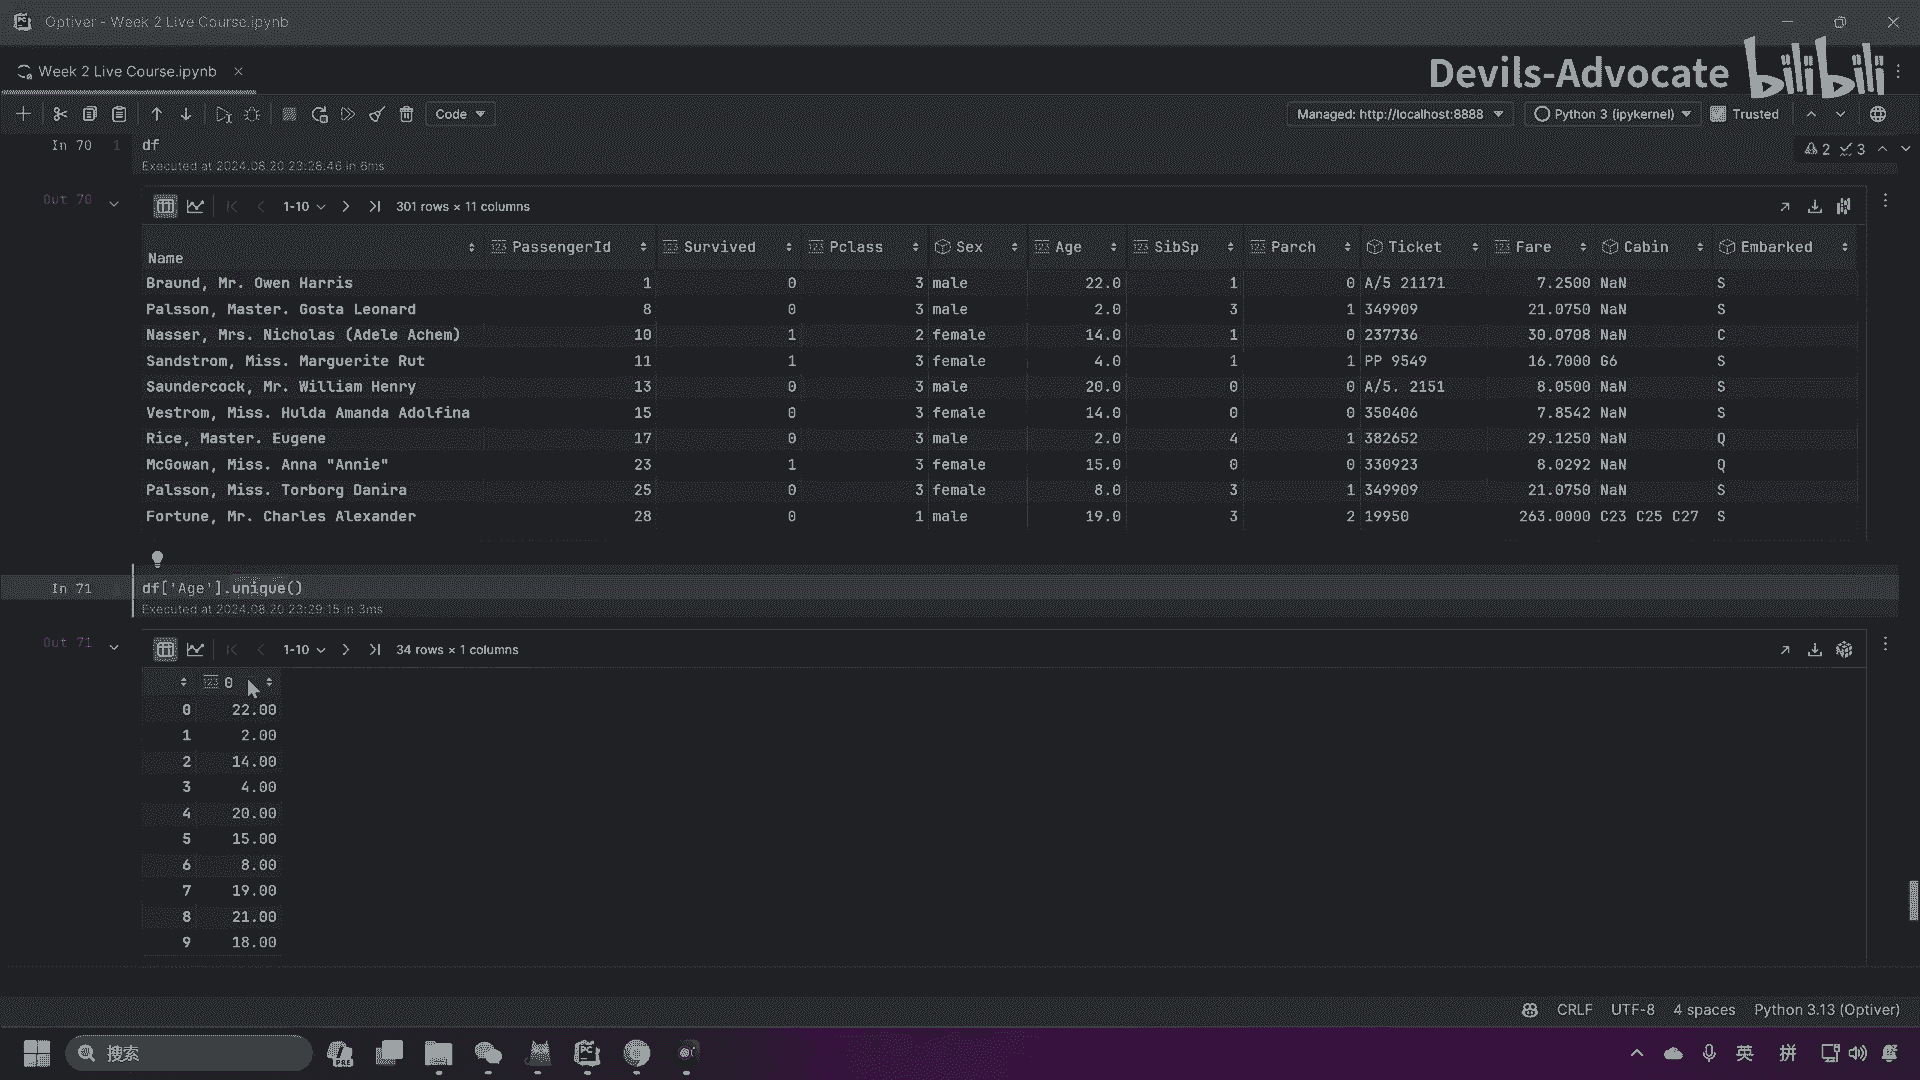 Optiver - Week 2 Live Course.ipynb
Week 2 Live Course.ipynb
Devils-Advocate bilibili
Code
Managed: http://localhost:8888
Python 3 (ipykernel)
Trusted
In 70
1
df
Executed at 2024.08.20 23:28.46 in 6ms
2
3
Out 70
1-10
301 rows × 11 columns
Name 123 PassengerId 123 Survived 123 Pclass Sex 123 Age 123 SibSp 123 Parch Ticket 123 Fare Cabin Embarked
Braund, Mr. Owen Harris 1 0 3 male 22.0 1 0 A/5 21171 7.2500 NaN S
Palsson, Master. Gosta Leonard 8 0 3 male 2.0 3 1 349909 21.0750 NaN S
Nasser, Mrs. Nicholas (Adele Achem) 10 1 2 female 14.0 1 0 237736 30.0708 NaN C
Sandstrom, Miss. Marguerite Rut 11 1 3 female 4.0 1 1 PP 9549 16.7000 G6 S
Saundercock, Mr. William Henry 13 0 3 male 20.0 0 0 A/5. 2151 8.0500 NaN S
Vestrom, Miss. Hulda Amanda Adolfina 15 0 3 female 14.0 0 0 350406 7.8542 NaN S
Rice, Master. Eugene 17 0 3 male 2.0 4 1 382652 29.1250 NaN Q
McGowan, Miss. Anna "Annie" 23 1 3 female 15.0 0 0 330923 8.0292 NaN Q
Palsson, Miss. Torborg Danira 25 0 3 female 8.0 3 1 349909 21.0750 NaN S
Fortune, Mr. Charles Alexander 28 0 1 male 19.0 3 2 19950 263.0000 C23 C25 C27 S
In 71
df['Age'].unique()
Executed at 2024.08.20 23:29:15 in 3ms
Out 71
1-10
34 rows × 1 columns
123 0
0 22.00
1 2.00
2 14.00
3 4.00
4 20.00
5 15.00
6 8.00
7 19.00
8 21.00
9 18.00
CRLF UTF-8 4 spaces Python 3.13 (Optiver)
搜索
英
拼